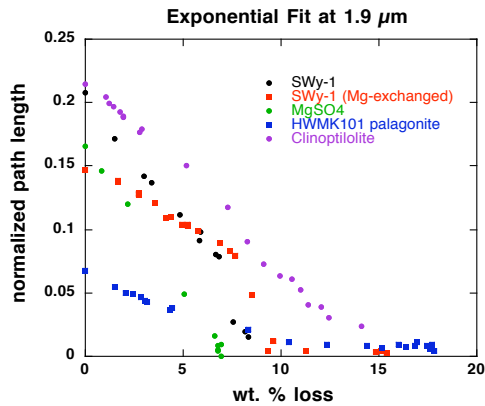 Exponential Fit at 1.9 µm
0.25
0.2
0.15
0.1
0.05
0
normalized path length
SWy-1
SWy-1 (Mg-exchanged)
MgSO4
HWMK101 palagonite
Clinoptilolite
0 5 10 15 20
wt. % loss